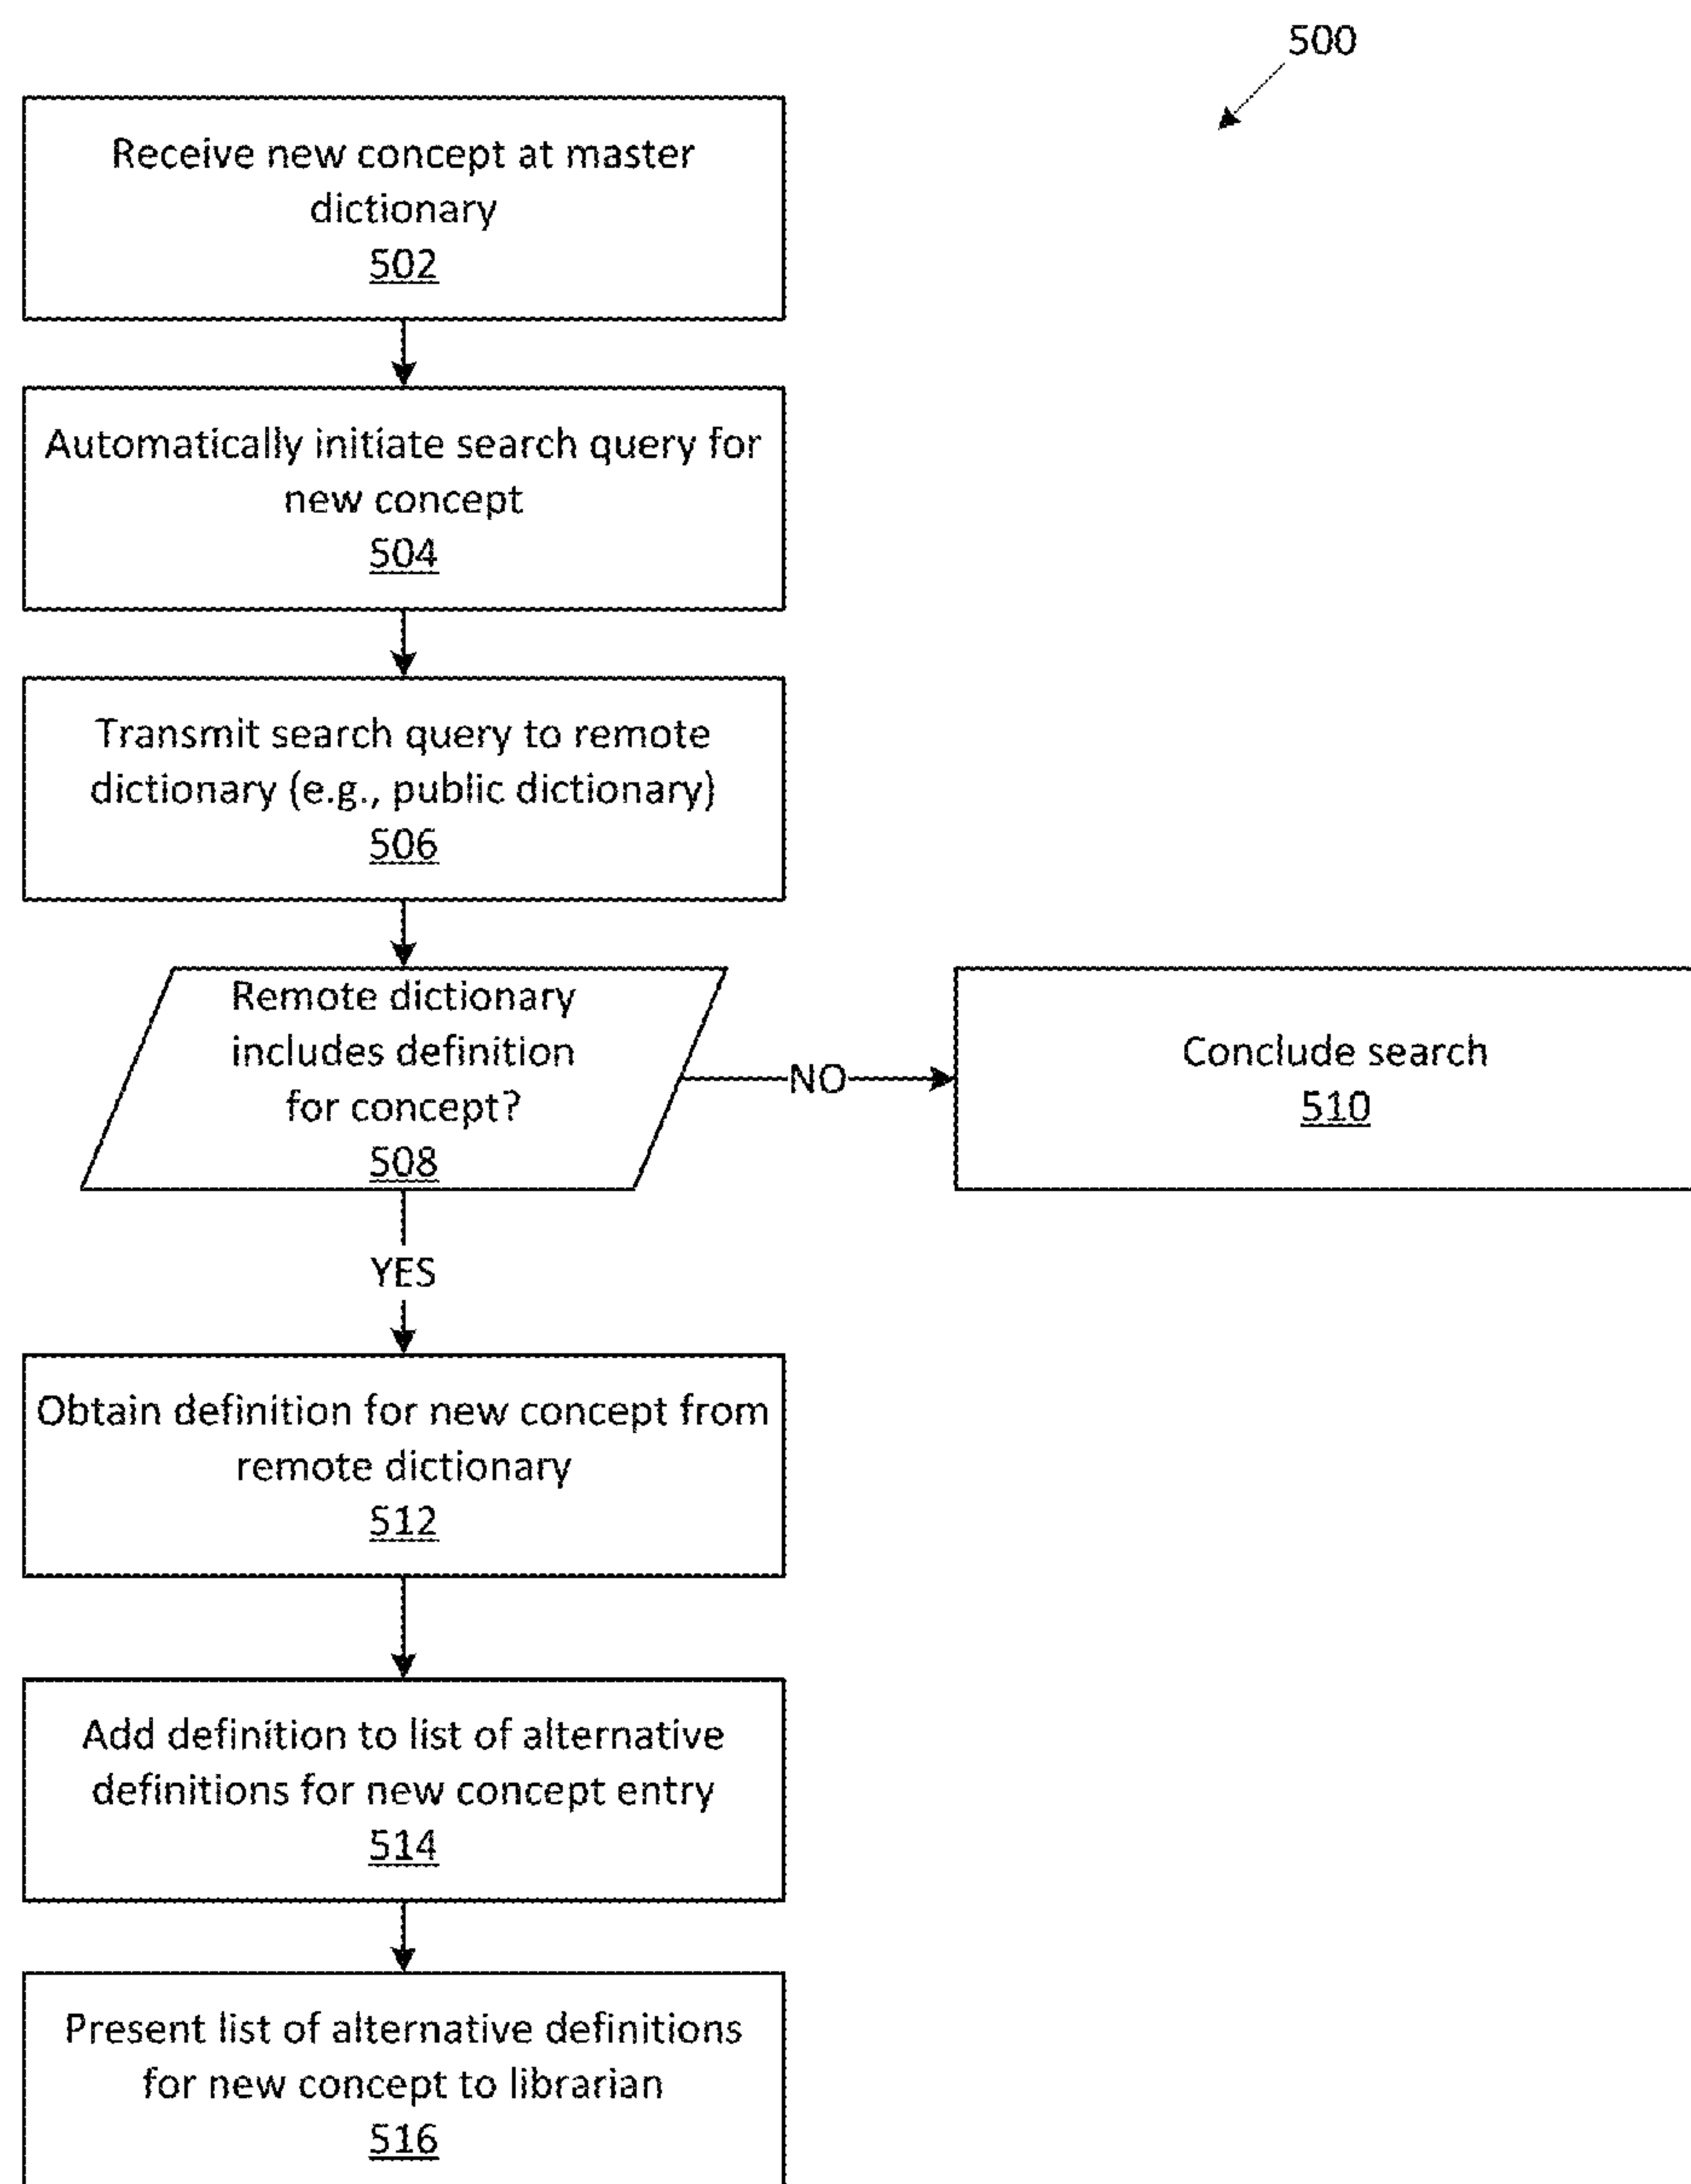 500
Receive new concept at master
dictionary
502
Automatically initiate search query for
new concept
504
Transmit search query to remote
dictionary (e.g., public dictionary)
506
Remote dictionary
includes definition
for concept?
508
NO
Conclude search
510
YES
Obtain definition for new concept from
remote dictionary
512
Add definition to list of alternative
definitions for new concept entry
514
Present list of alternative definitions
for new concept to librarian
516